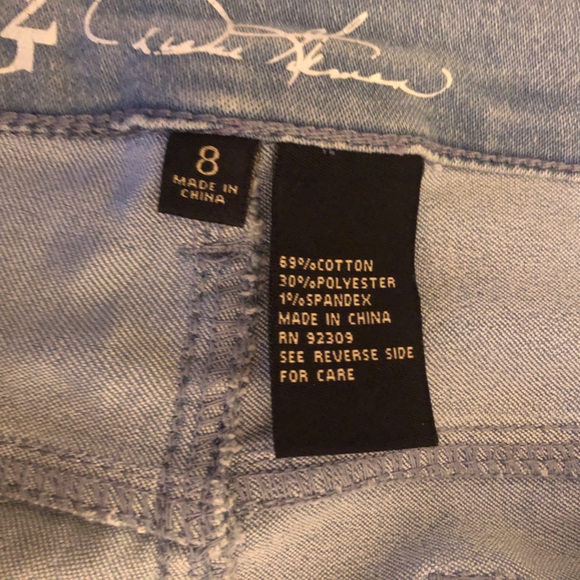 8
MADE IN
CHINA
69%COTTON
30%POLYESTER
1%SPANDEX
MADE IN CHINA
RN 92309
SEE REVERSE SIDE
FOR CARE